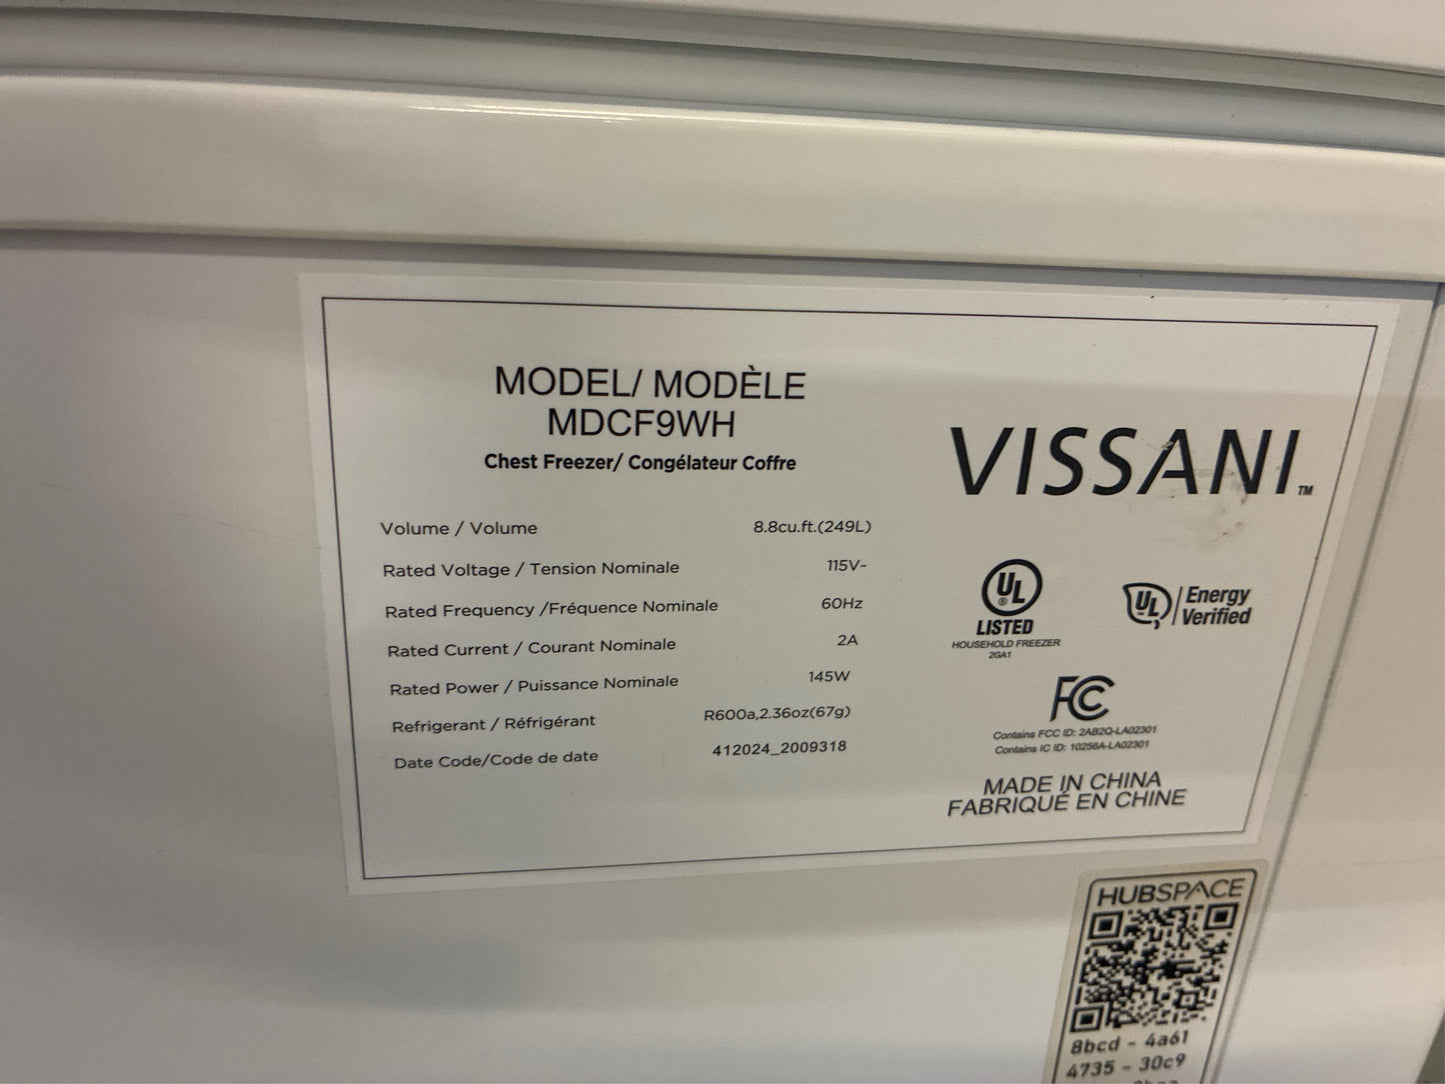 MODEL/ MODÈLE
MDCF9WH
Chest Freezer/ Congélateur Coffre
Volume / Volume 8.8cu.ft.(249L)
Rated Voltage / Tension Nominale 115V~
Rated Frequency /Fréquence Nominale 60Hz
Rated Current / Courant Nominale 2A
Rated Power / Puissance Nominale 145W
Refrigerant / Réfrigérant R600a,2.36oz(67g)
Date Code/Code de date 412024_2009318
VISSANI™
UL ®
LISTED
HOUSEHOLD FREEZER
2GA1
UL Energy
Verified
FC
Contains FCC ID: 2AB2Q-LA02301
Contains IC ID: 10256A-LA02301
MADE IN CHINA
FABRIQUÉ EN CHINE
HUBSPACE
8bcd - 4a61
4735 - 30c9